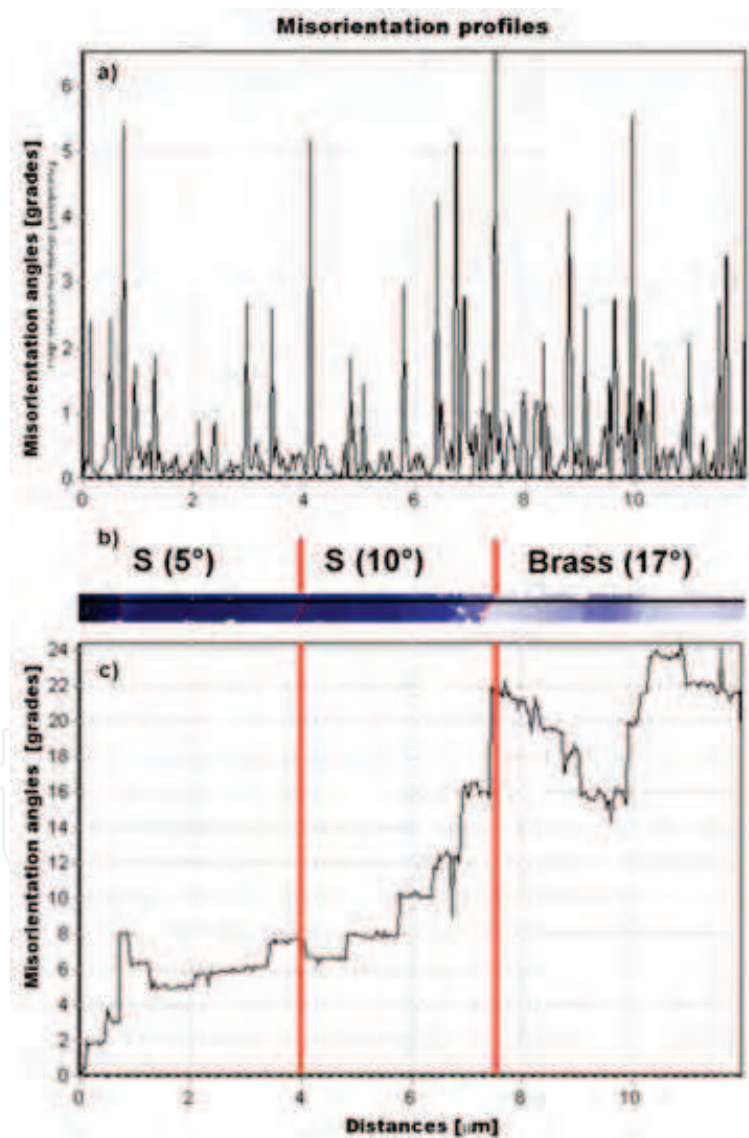 Misorientation profiles
a)
Misorientation angles [grades]
6
5
4
3
2
1
0
0 2 4 6 8 10
b)
S (5°) S (10°) Brass (17°)
c)
Misorientation angles [grades]
24
22
20
18
16
14
12
10
8
6
4
2
0
0 2 4 6 8 10
Distances [µm]